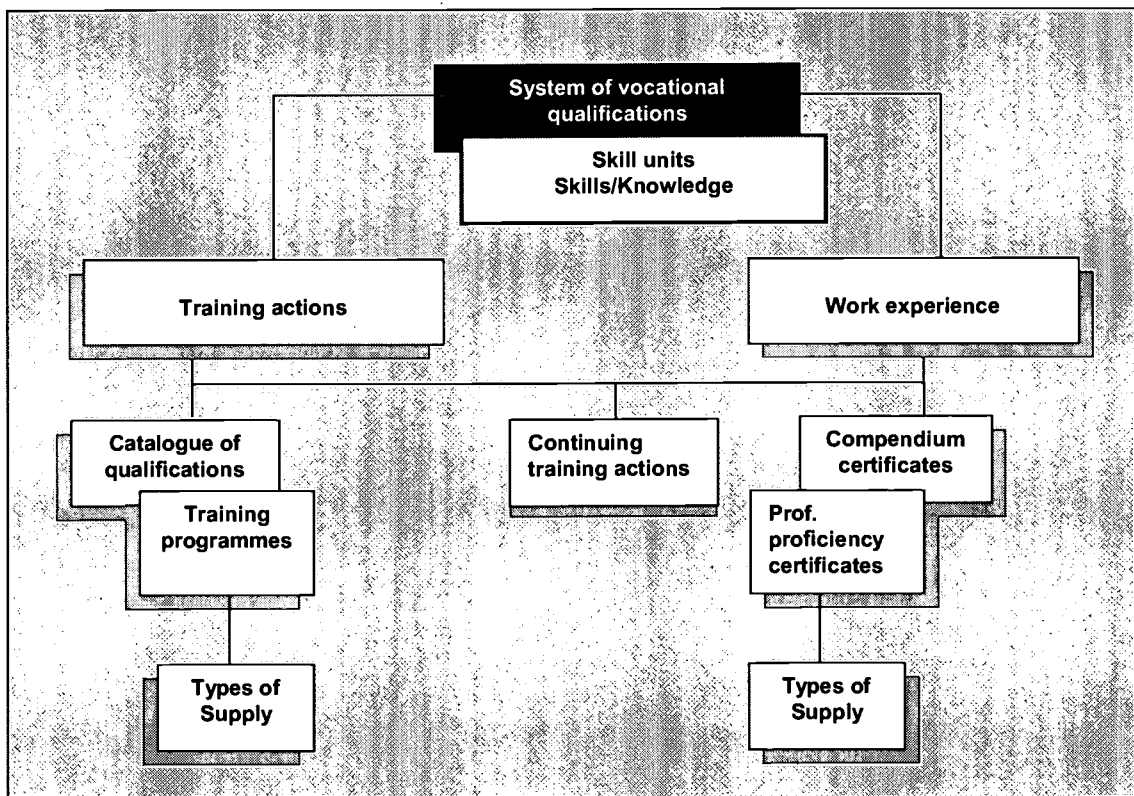 System of vocational
qualifications
Skill units
Skills/Knowledge
Training actions
Work experience
Catalogue of
qualifications
Training
programmes
Continuing
training actions
Compendium
certificates
Prof.
proficiency
certificates
Types of
Supply
Types of
Supply